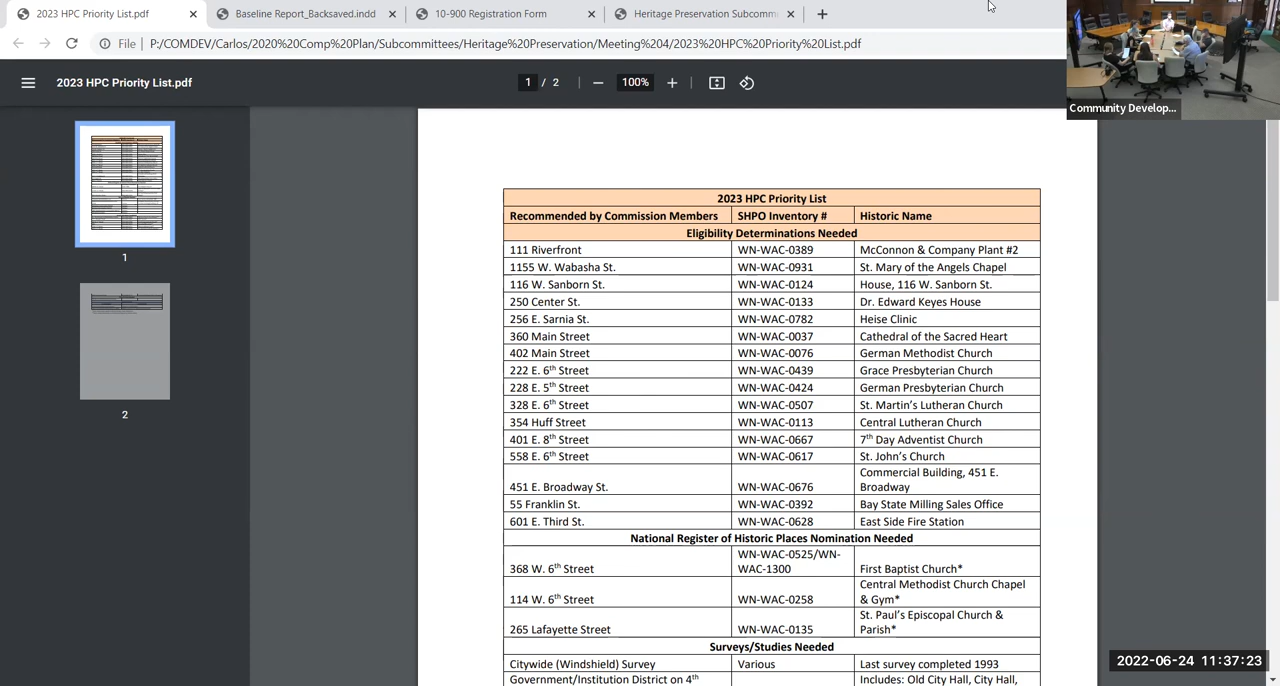 2023 HPC Priority List.pdf
Baseline Report_Backsaved.indd
10-900 Registration Form
Heritage Preservation Subcommi
File
P:/COMDEV/Carlos/2020%20Comp%20Plan/Subcommittees/Heritage%20Preservation/Meeting%204/2023%20HPC%20Priority%20List.pdf
2023 HPC Priority List.pdf
1 / 2
100%
Community Develop...
1
2
2023 HPC Priority List
Recommended by Commission Members SHPO Inventory # Historic Name
Eligibility Determinations Needed
111 Riverfront WN-WAC-0389 McConnon & Company Plant #2
1155 W. Wabasha St. WN-WAC-0931 St. Mary of the Angels Chapel
116 W. Sanborn St. WN-WAC-0124 House, 116 W. Sanborn St.
250 Center St. WN-WAC-0133 Dr. Edward Keyes House
256 E. Sarnia St. WN-WAC-0782 Heise Clinic
360 Main Street WN-WAC-0037 Cathedral of the Sacred Heart
402 Main Street WN-WAC-0076 German Methodist Church
222 E. 6th Street WN-WAC-0439 Grace Presbyterian Church
228 E. 5th Street WN-WAC-0424 German Presbyterian Church
328 E. 6th Street WN-WAC-0507 St. Martin's Lutheran Church
354 Huff Street WN-WAC-0113 Central Lutheran Church
401 E. 8th Street WN-WAC-0667 7th Day Adventist Church
558 E. 6th Street WN-WAC-0617 St. John's Church
451 E. Broadway St. WN-WAC-0676 Commercial Building, 451 E.
Broadway
55 Franklin St. WN-WAC-0392 Bay State Milling Sales Office
601 E. Third St. WN-WAC-0628 East Side Fire Station
National Register of Historic Places Nomination Needed
368 W. 6th Street WN-WAC-0525/WN-
WAC-1300 First Baptist Church*
114 W. 6th Street WN-WAC-0258 Central Methodist Church Chapel
& Gym*
265 Lafayette Street WN-WAC-0135 St. Paul's Episcopal Church &
Parish*
Surveys/Studies Needed
Citywide (Windshield) Survey Various Last survey completed 1993
Government/Institution District on 4th Includes: Old City Hall, City Hall,
2022-06-24 11:37:23